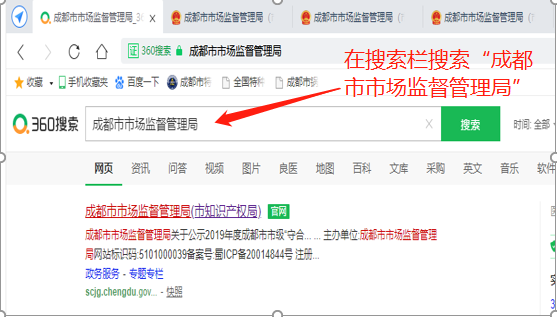 成都市市场监督管理局_3
成都市市场监督管理局
成都市市场监督管理局
成都市市场监督管理局
360搜索
成都市市场监督管理局
收藏
手机收藏夹
百度一下
成都市
全国特种
成都市
在搜索栏搜索“成都
市市场监督管理局”
360搜索
成都市市场监督管理局
X
搜索
时间: 全部
网页
资讯
问答
视频
图片
良医
地图
百科
文库
采购
英文
音乐
软件
成都市市场监督管理局(市知识产权局)
官网
成都市市场监督管理局关于公示2019年度成都市市级“守合... ... 主办单位:成都市市场监督管理
局网站标识码:5101000039备案号:蜀ICP备20014844号 注册...
政务服务 - 专题专栏
scjg.chengdu.gov... - 快照